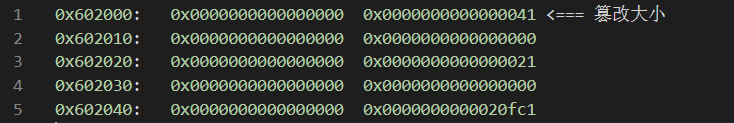 1 0x602000: 0x0000000000000000 0x0000000000000041 <=== 篡改大小
2 0x602010: 0x0000000000000000 0x0000000000000000
3 0x602020: 0x0000000000000000 0x0000000000000021
4 0x602030: 0x0000000000000000 0x0000000000000000
5 0x602040: 0x0000000000000000 0x0000000000020fc1